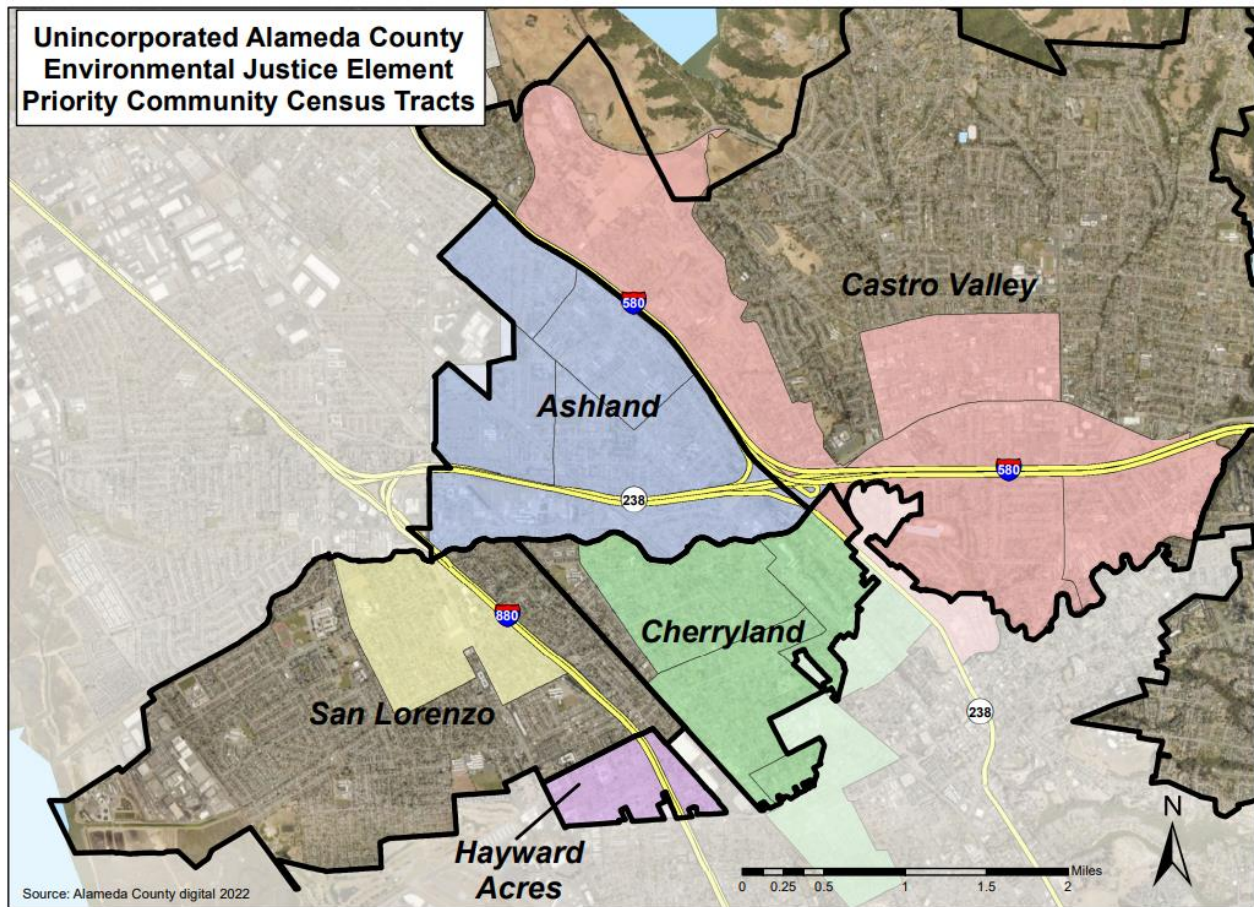 Unincorporated Alameda County
Environmental Justice Element
Priority Community Census Tracts
Castro Valley
580
Ashland
580
238
880
Cherryland
San Lorenzo
238
N
Hayward
Acres
Miles
0 0.25 0.5 1 1.5 2
Source: Alameda County digital 2022